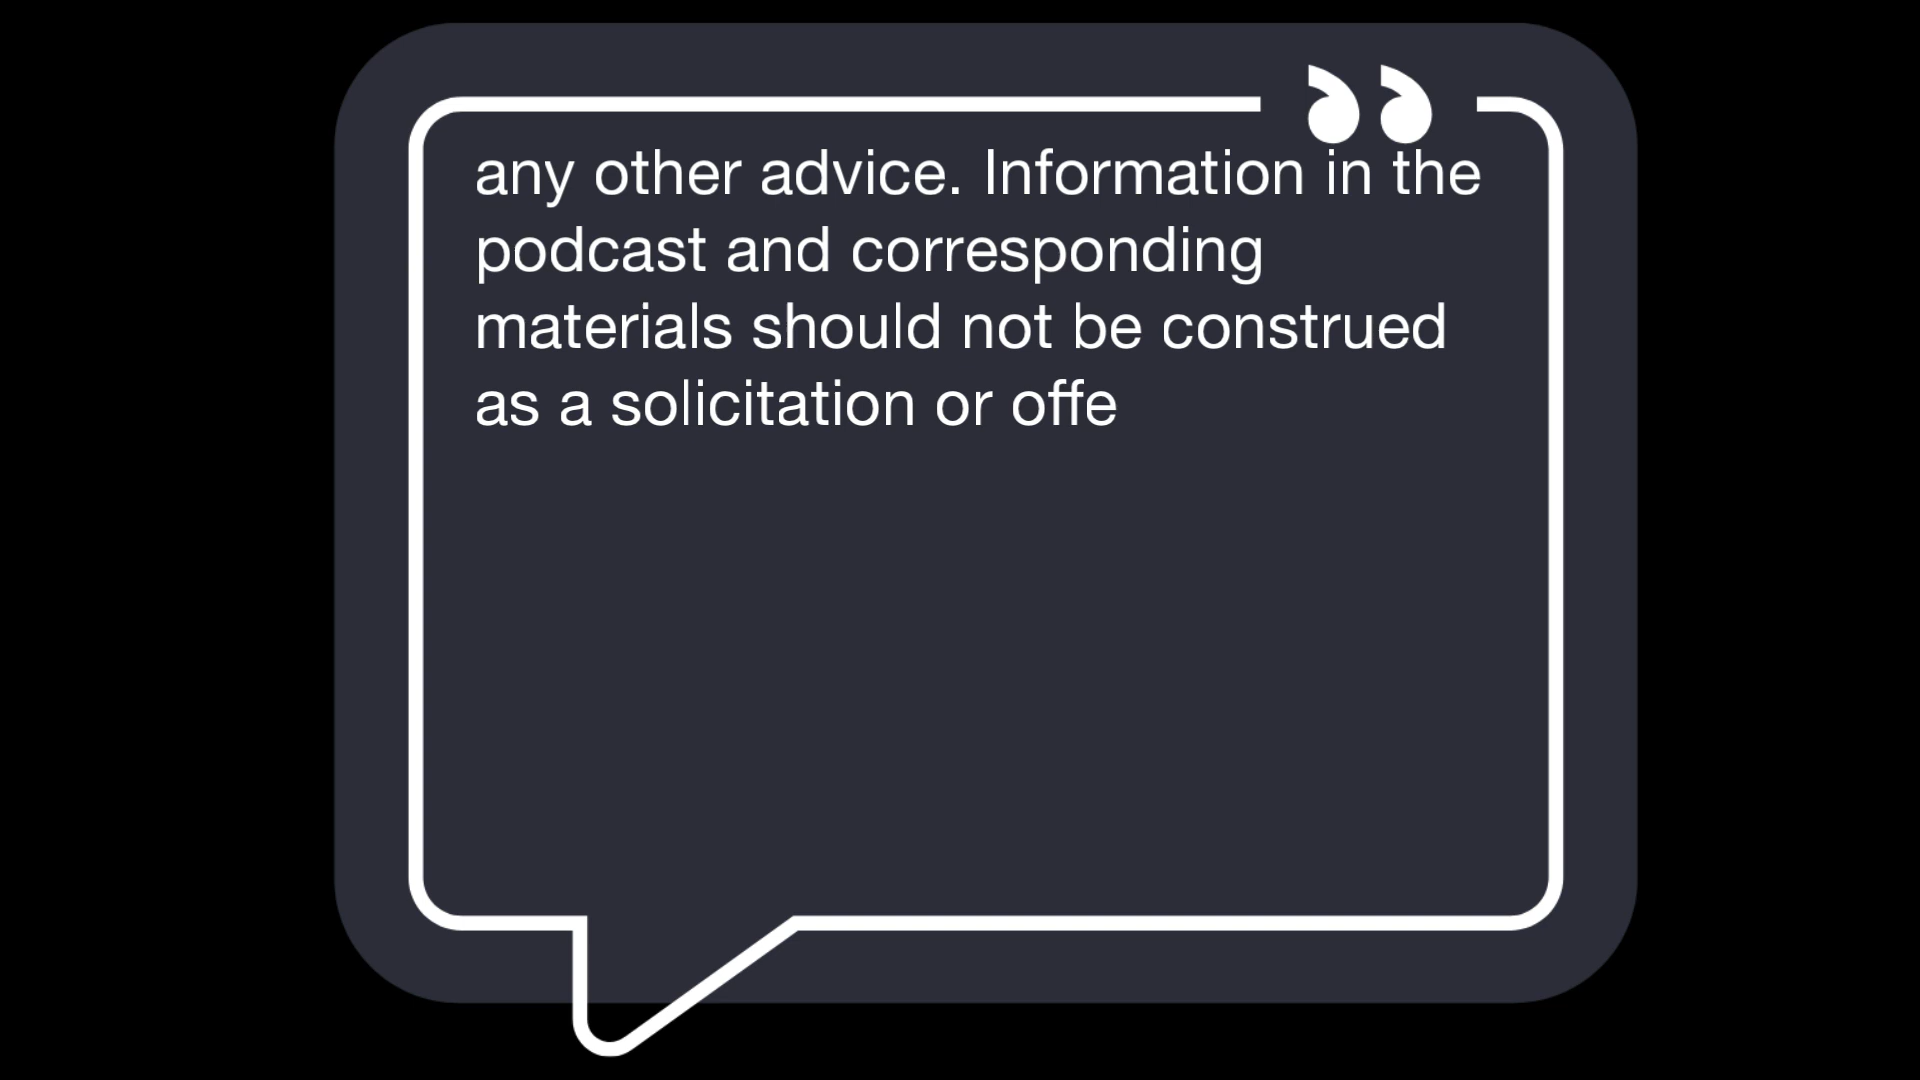 any other advice. Information in the
podcast and corresponding
materials should not be construed
as a solicitation or offe